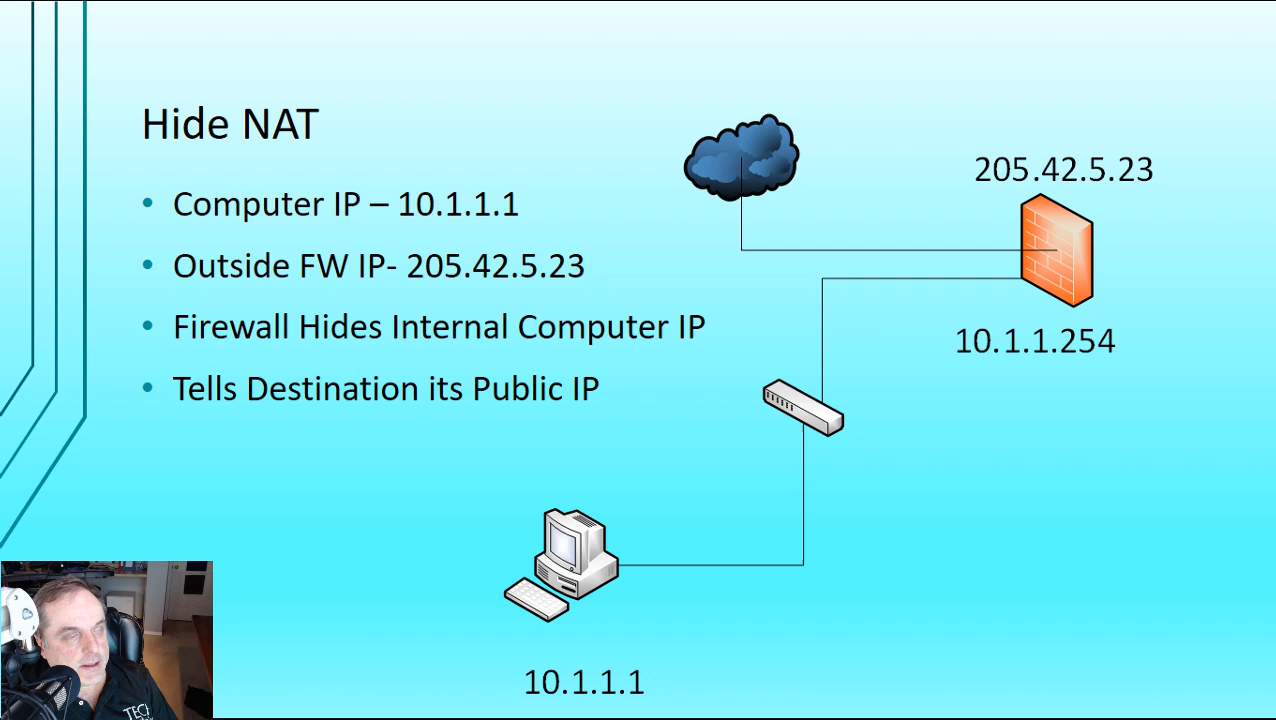 Hide NAT
• Computer IP – 10.1.1.1
• Outside FW IP- 205.42.5.23
• Firewall Hides Internal Computer IP
• Tells Destination its Public IP
205.42.5.23
10.1.1.254
10.1.1.1